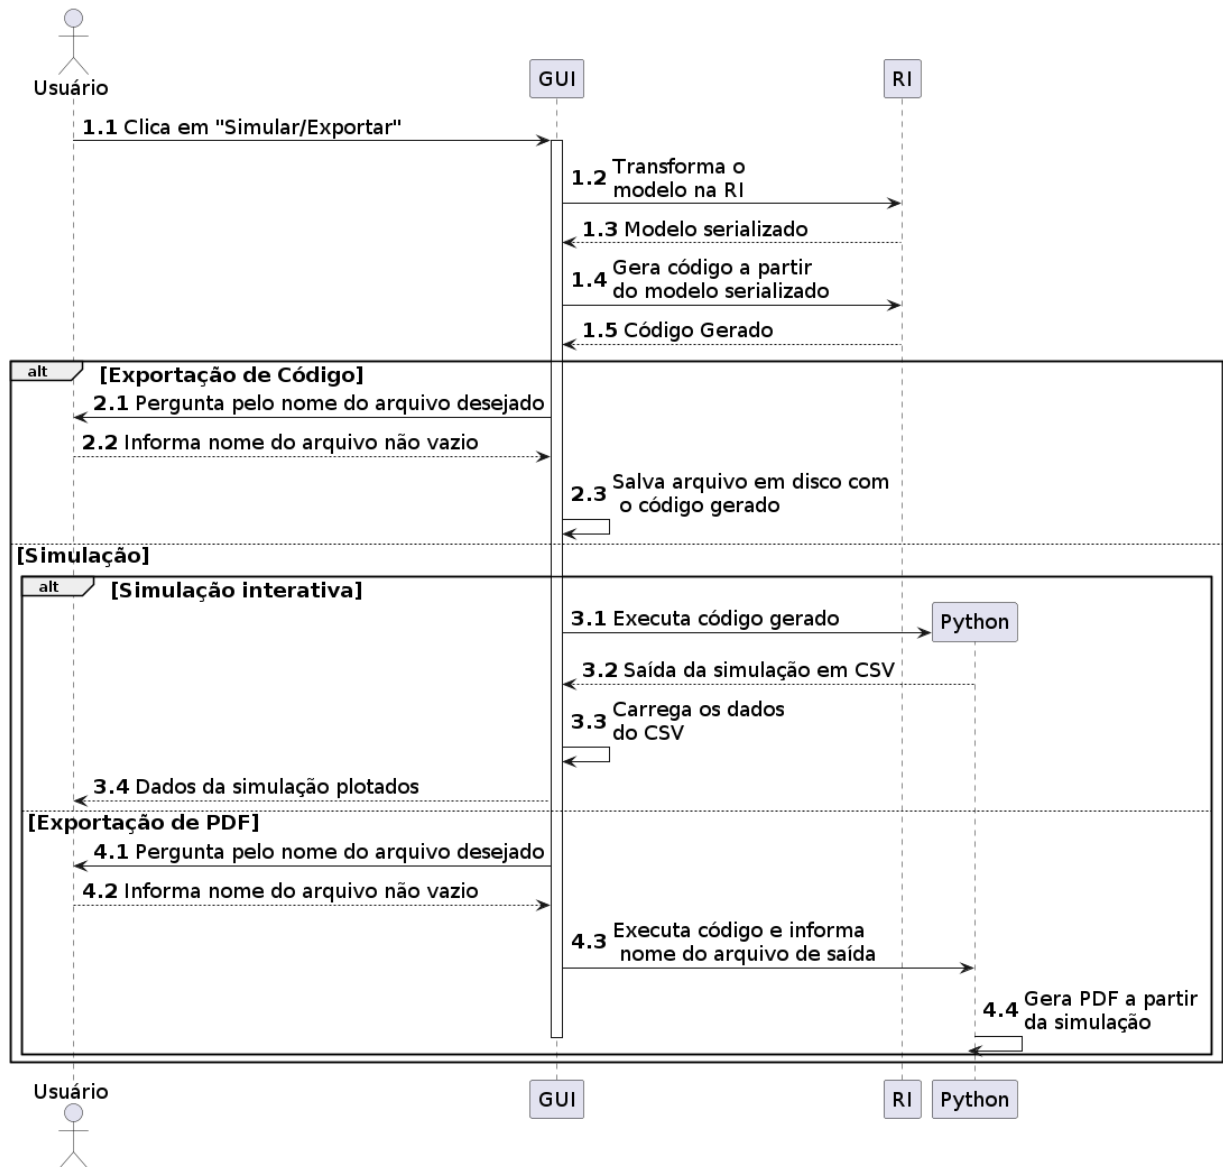 Usuário
GUI
RI
1.1 Clica em "Simular/Exportar"
1.2 Transforma o
modelo na RI
1.3 Modelo serializado
1.4 Gera código a partir
do modelo serializado
1.5 Código Gerado
alt [Exportação de Código]
2.1 Pergunta pelo nome do arquivo desejado
2.2 Informa nome do arquivo não vazio
2.3 Salva arquivo em disco com
o código gerado
[Simulação]
alt [Simulação interativa]
3.1 Executa código gerado
Python
3.2 Saída da simulação em CSV
3.3 Carrega os dados
do CSV
3.4 Dados da simulação plotados
[Exportação de PDF]
4.1 Pergunta pelo nome do arquivo desejado
4.2 Informa nome do arquivo não vazio
4.3 Executa código e informa
nome do arquivo de saída
4.4 Gera PDF a partir
da simulação
Usuário
GUI
RI
Python